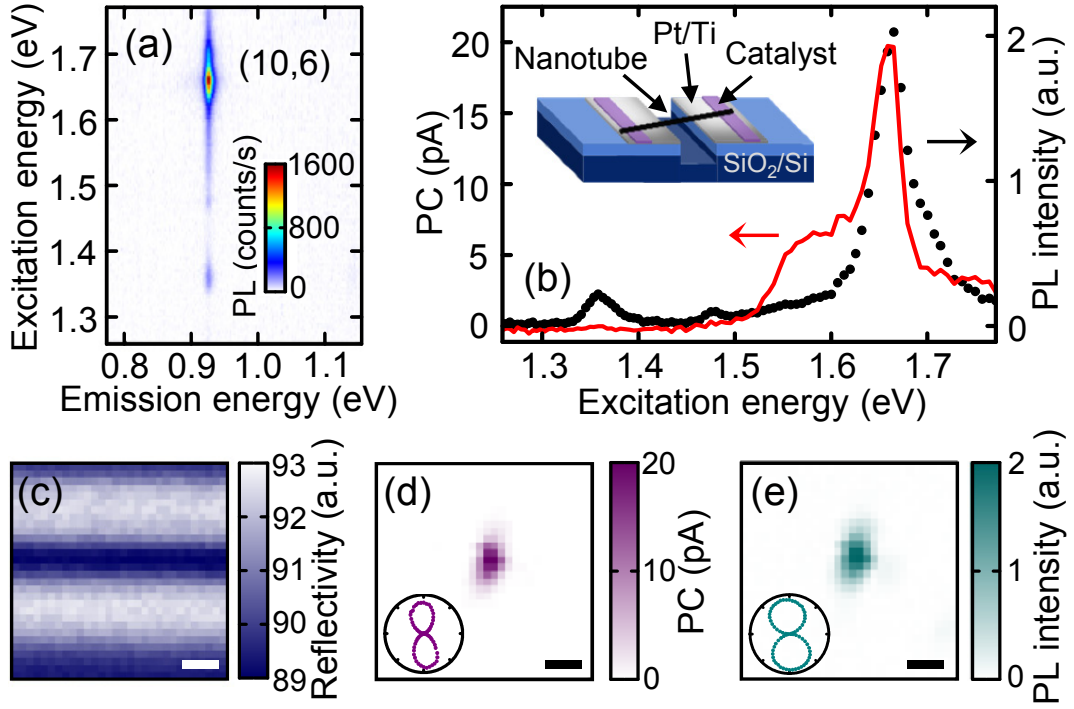 (a)
(10,6)
1.7
1.6
1.5
1.4
1.3
Excitation energy (eV)
0.8 0.9 1.0 1.1
Emission energy (eV)
PL (counts/s)
1600
800
0
(b)
20
15
10
5
0
PC (pA)
Nanotube
Pt/Ti
Catalyst
SiO2/Si
2
1
0
PL intensity (a.u.)
1.3 1.4 1.5 1.6 1.7
Excitation energy (eV)
(c)
93
92
91
90
89
Reflectivity (a.u.)
(d)
20
10
0
PC (pA)
(e)
2
1
0
PL intensity (a.u.)